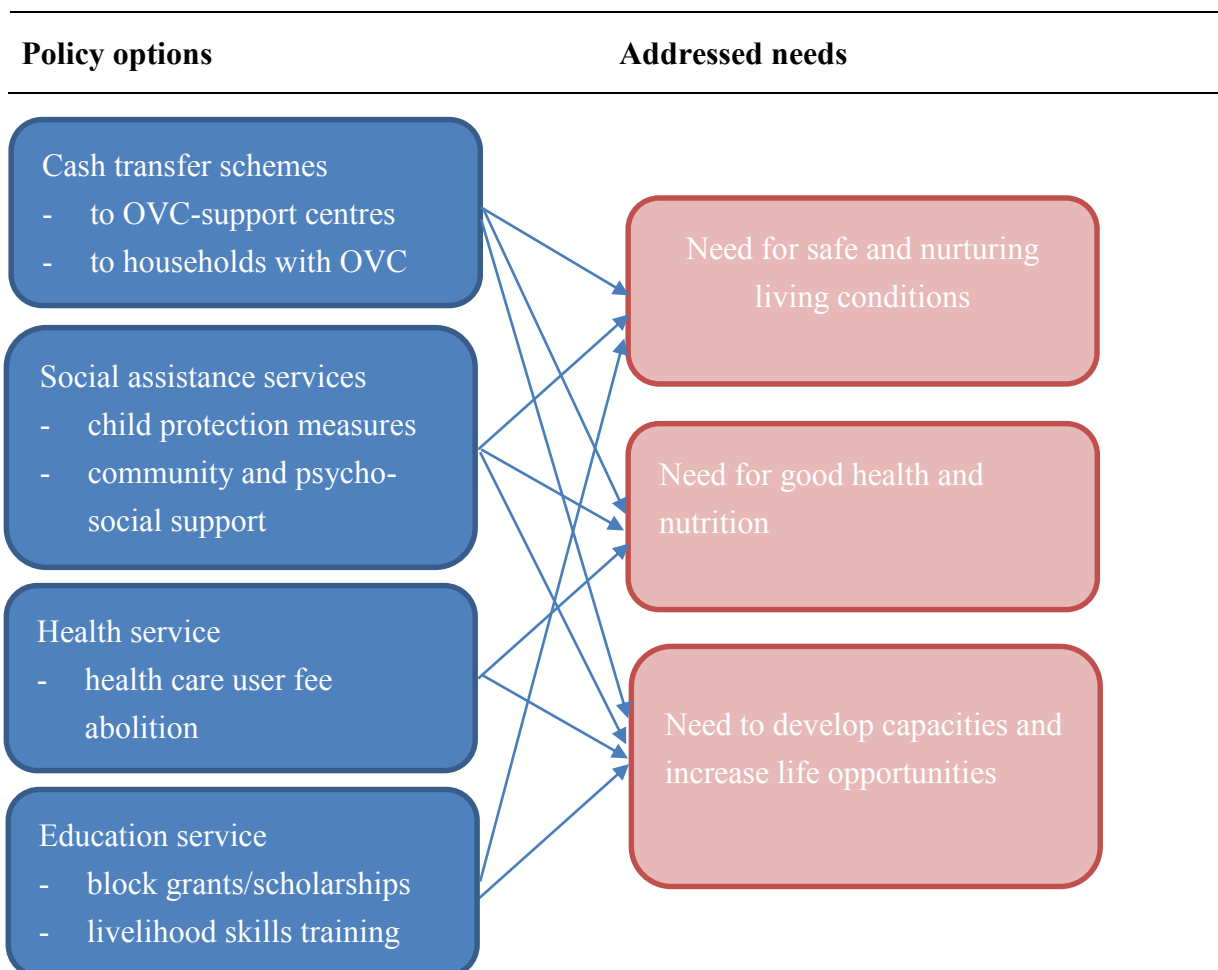 Policy options
Addressed needs
Cash transfer schemes
- to OVC-support centres
- to households with OVC
Social assistance services
- child protection measures
- community and psycho-
social support
Health service
- health care user fee
abolition
Education service
- block grants/scholarships
- livelihood skills training
Need for safe and nurturing
living conditions
Need for good health and
nutrition
Need to develop capacities and
increase life opportunities